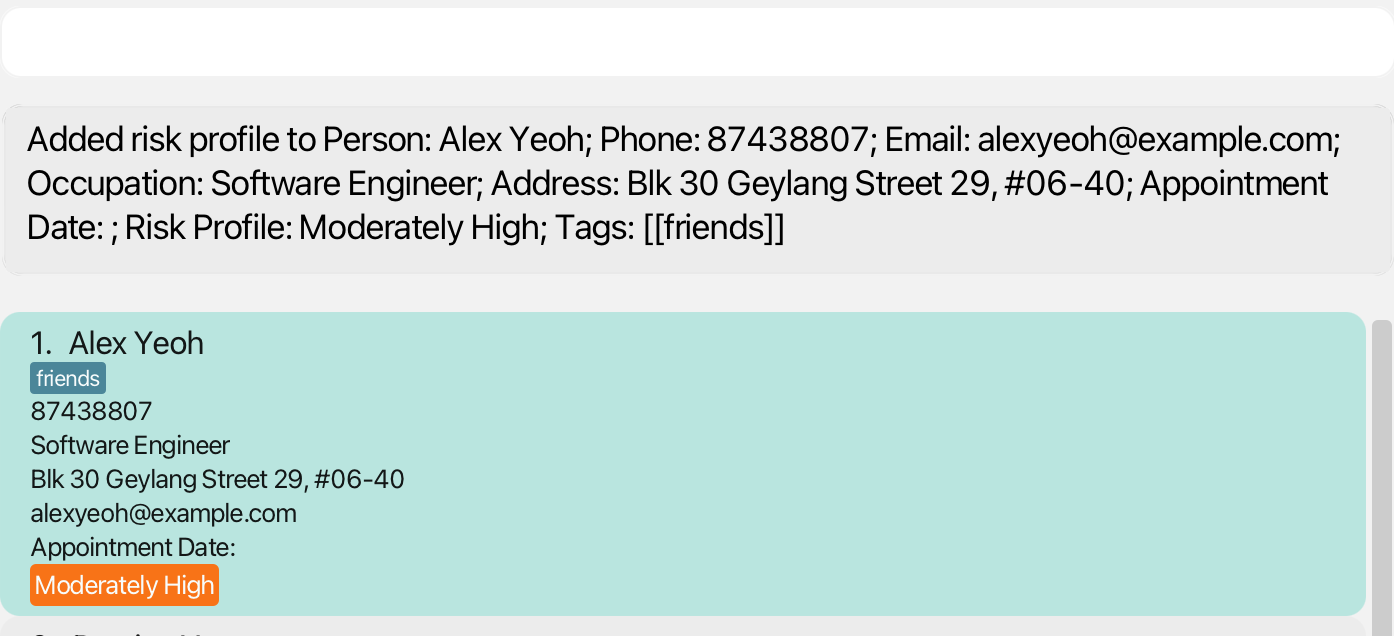 Added risk profile to Person: Alex Yeoh; Phone: 87438807; Email: alexyeoh@example.com;
Occupation: Software Engineer; Address: Blk 30 Geylang Street 29, #06-40; Appointment
Date: ; Risk Profile: Moderately High; Tags: [[friends]]
1. Alex Yeoh
friends
87438807
Software Engineer
Blk 30 Geylang Street 29, #06-40
alexyeoh@example.com
Appointment Date:
Moderately High